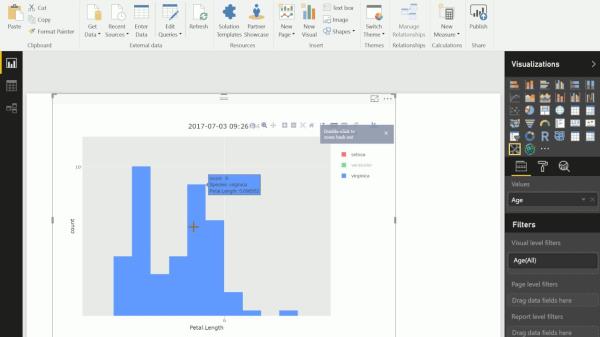 Paste
Cut
Copy
Format Painter
Clipboard
Get Data
Recent Sources
Enter Data
Edit Queries
External data
Refresh
Solution Templates
Partner Showcase
Resources
New Page
New Visual
Text box
Image
Shapes
Insert
Switch Theme
Themes
Manage Relationships
Relationships
New Measure
Calculations
Publish
Share
2017-07-03 09:26
Double-click to
zoom back out
setosa
versicolor
virginica
count: 9
Species: virginica
Petal Length:
10
count
6
Petal Length
Visualizations
Values
Age
Filters
Visual level filters
Age(All)
Page level filters
Drag data fields here
Report level filters
Drag data fields here